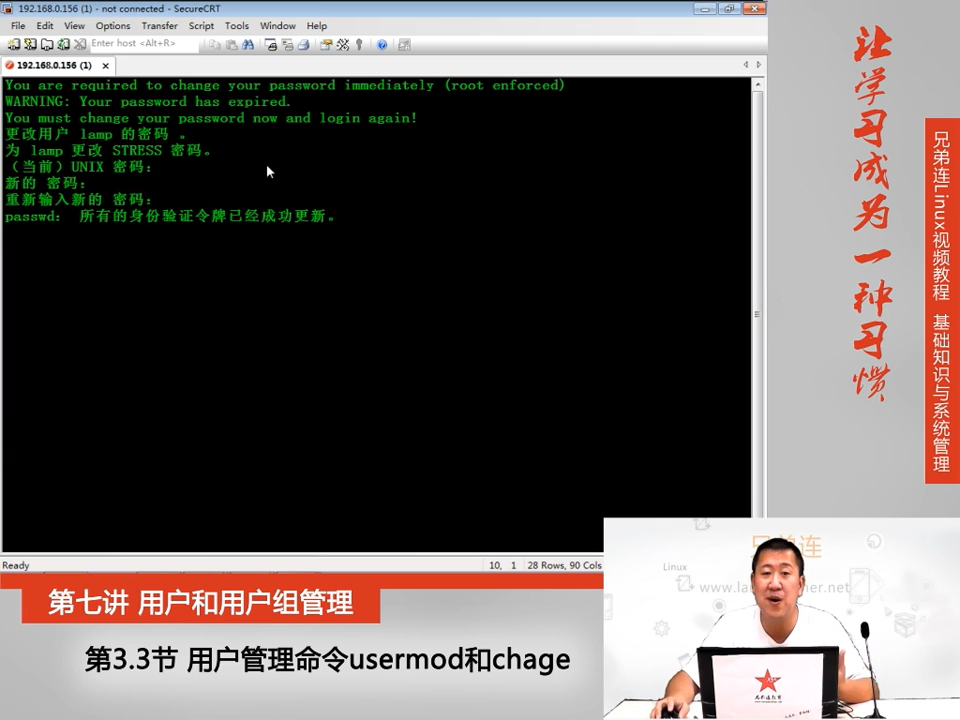 192.168.0.156 (1) - not connected - SecureCRT
File Edit View Options Transfer Script Tools Window Help
Enter host <Alt+R>
192.168.0.156 (1)
You are required to change your password immediately (root enforced)
WARNING: Your password has expired.
You must change your password now and login again!
更改用户 lamp 的密码 。
为 lamp 更改 STRESS 密码。
（当前）UNIX 密码：
新的 密码：
重新输入新的 密码：
passwd： 所有的身份验证令牌已经成功更新。
Ready
10, 1 28 Rows, 90 Cols
让学习成为一种习惯
兄弟连Linux视频教程 基础知识与系统管理
第七讲 用户和用户组管理
第3.3节 用户管理命令usermod和chage
兄弟连
Linux